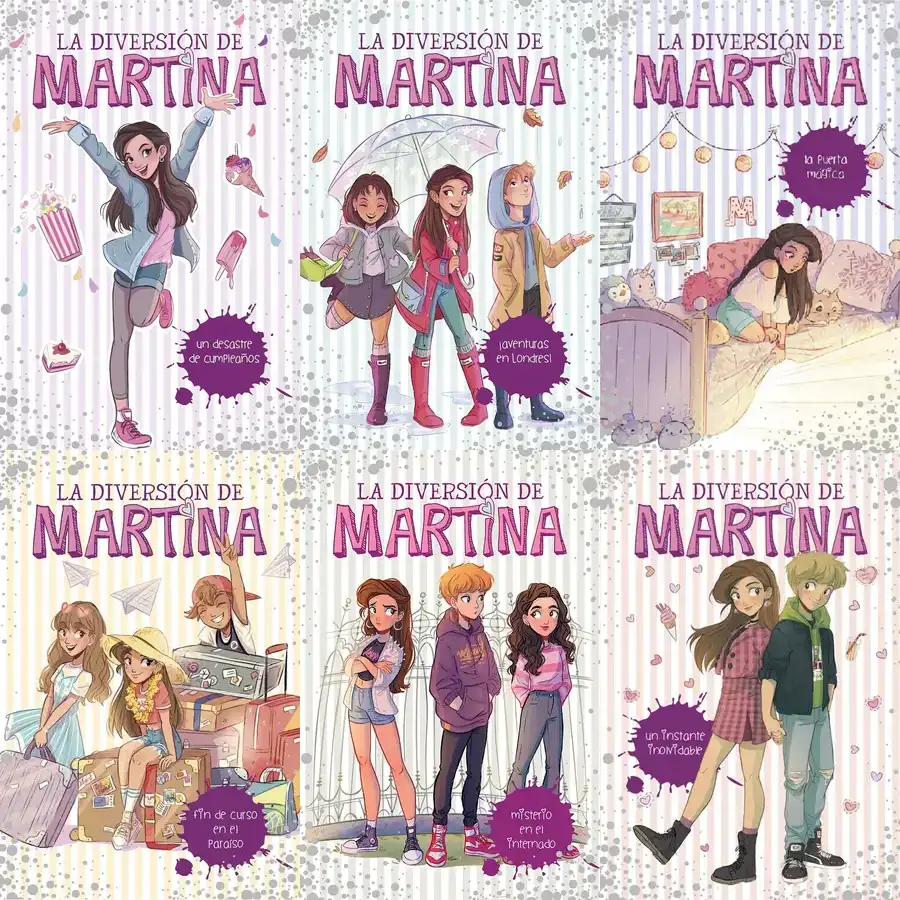 LA DIVERSIÓN DE
MARTINA
un desastre
de cumpleaños
LA DIVERSIÓN DE
MARTINA
¡aventuras
en Londres!
LA DIVERSIÓN DE
MARTINA
la puerta
mágica
M
LA DIVERSIÓN DE
MARTINA
fin de curso
en el
Paraíso
LA DIVERSIÓN DE
MARTINA
misterio
en el
internado
LA DIVERSIÓN DE
MARTINA
un instante
inolvidable